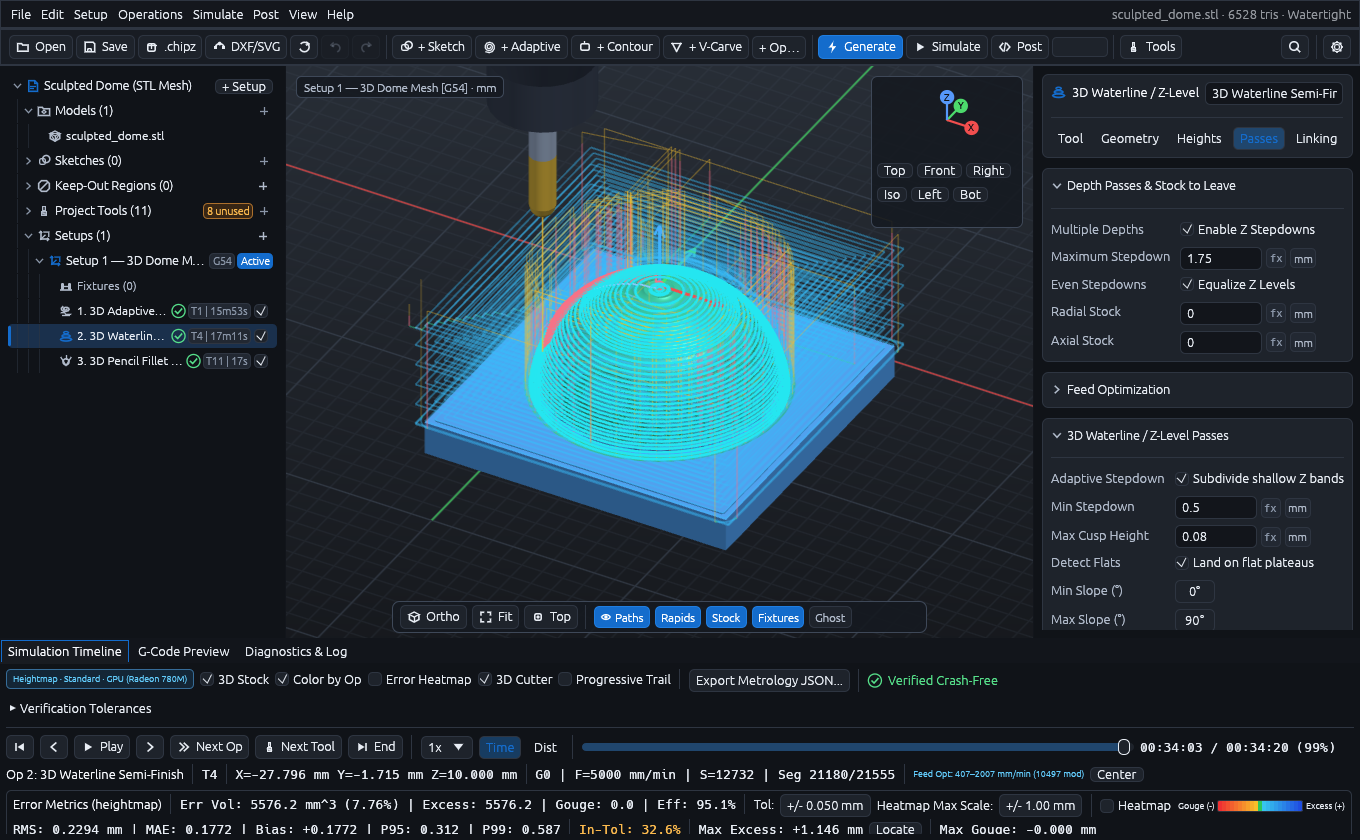 File Edit Setup Operations Simulate Post View Help
sculpted_dome.stl · 6528 tris · Watertight
Open Save .chipz DXF/SVG + Sketch + Adaptive + Contour + V-Carve + Op... Generate Simulate Post Tools
Sculpted Dome (STL Mesh) + Setup
Models (1) +
sculpted_dome.stl
Sketches (0) +
Keep-Out Regions (0) +
Project Tools (11) 8 unused +
Setups (1) +
Setup 1 — 3D Dome M... G54 Active
Fixtures (0)
1. 3D Adaptive... T1 | 15m53s
2. 3D Waterlin... T4 | 17m11s
3. 3D Pencil Fillet ... T11 | 17s
Setup 1 — 3D Dome Mesh [G54] · mm
Z Y X
Top Front Right
Iso Left Bot
Ortho Fit Top Paths Rapids Stock Fixtures Ghost
3D Waterline / Z-Level 3D Waterline Semi-Fir
Tool Geometry Heights Passes Linking
Depth Passes & Stock to Leave
Multiple Depths Enable Z Stepdowns
Maximum Stepdown 1.75 fx mm
Even Stepdowns Equalize Z Levels
Radial Stock 0 fx mm
Axial Stock 0 fx mm
Feed Optimization
3D Waterline / Z-Level Passes
Adaptive Stepdown Subdivide shallow Z bands
Min Stepdown 0.5 fx mm
Max Cusp Height 0.08 fx mm
Detect Flats Land on flat plateaus
Min Slope (°) 0°
Max Slope (°) 90°
Simulation Timeline G-Code Preview Diagnostics & Log
Heightmap · Standard · GPU (Radeon 780M) 3D Stock Color by Op Error Heatmap 3D Cutter Progressive Trail Export Metrology JSON... Verified Crash-Free
Verification Tolerances
Play Next Op Next Tool End 1x Time Dist 00:34:03 / 00:34:20 (99%)
Op 2: 3D Waterline Semi-Finish T4 X=-27.796 mm Y=-1.715 mm Z=10.000 mm G0 | F=5000 mm/min | S=12732 | Seg 21180/21555 Feed Opt: 407–2007 mm/min (10497 mod) Center
Error Metrics (heightmap) Err Vol: 5576.2 mm^3 (7.76%) | Excess: 5576.2 | Gouge: 0.0 | Eff: 95.1% Tol: +/- 0.050 mm Heatmap Max Scale: +/- 1.00 mm Heatmap Gouge (-) Excess (+)
RMS: 0.2294 mm | MAE: 0.1772 | Bias: +0.1772 | P95: 0.312 | P99: 0.587 In-Tol: 32.6% Max Excess: +1.146 mm Locate Max Gouge: -0.000 mm